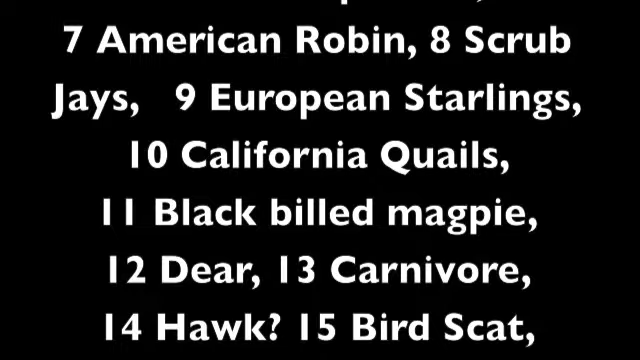 7 American Robin, 8 Scrub
Jays, 9 European Starlings,
10 California Quails,
11 Black billed magpie,
12 Dear, 13 Carnivore,
14 Hawk? 15 Bird Scat,